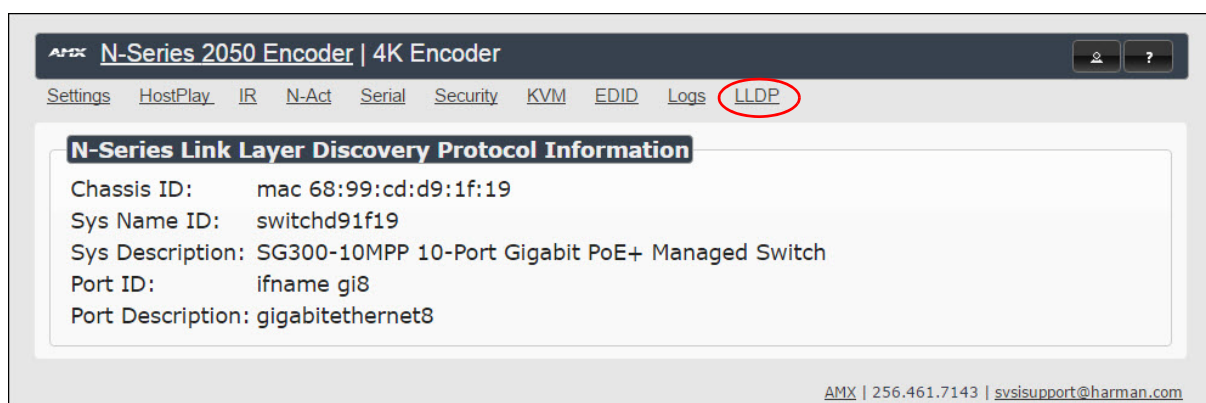 AMX N-Series 2050 Encoder | 4K Encoder ?
Settings HostPlay IR N-Act Serial Security KVM EDID Logs LLDP
N-Series Link Layer Discovery Protocol Information
Chassis ID: mac 68:99:cd:d9:1f:19
Sys Name ID: switchd91f19
Sys Description: SG300-10MPP 10-Port Gigabit PoE+ Managed Switch
Port ID: ifname gi8
Port Description: gigabitethernet8
AMX | 256.461.7143 | svsisupport@harman.com